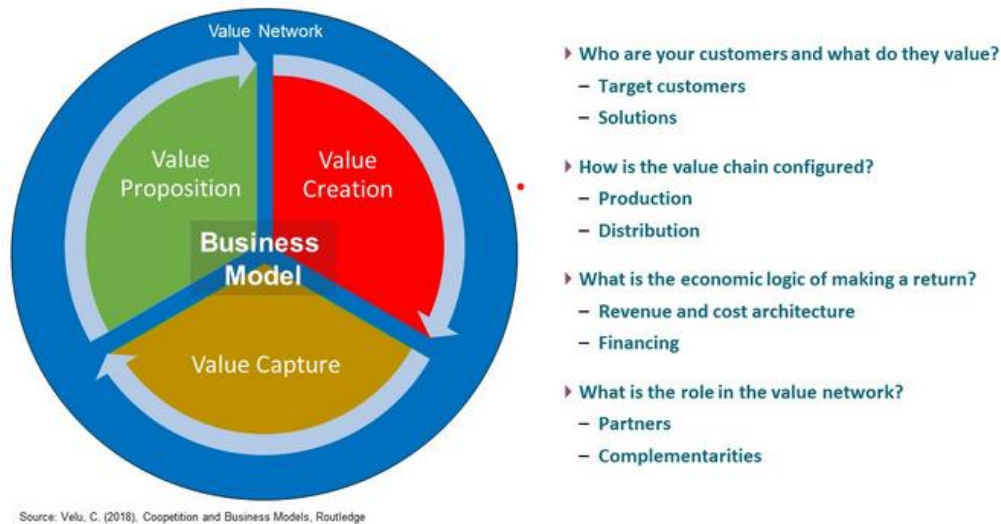 Value Network
Value
Proposition
Value
Creation
Business
Model
Value Capture
Who are your customers and what do they value?
– Target customers
– Solutions
How is the value chain configured?
– Production
– Distribution
What is the economic logic of making a return?
– Revenue and cost architecture
– Financing
What is the role in the value network?
– Partners
– Complementarities
Source: Velu, C. (2018), Coopetition and Business Models, Routledge